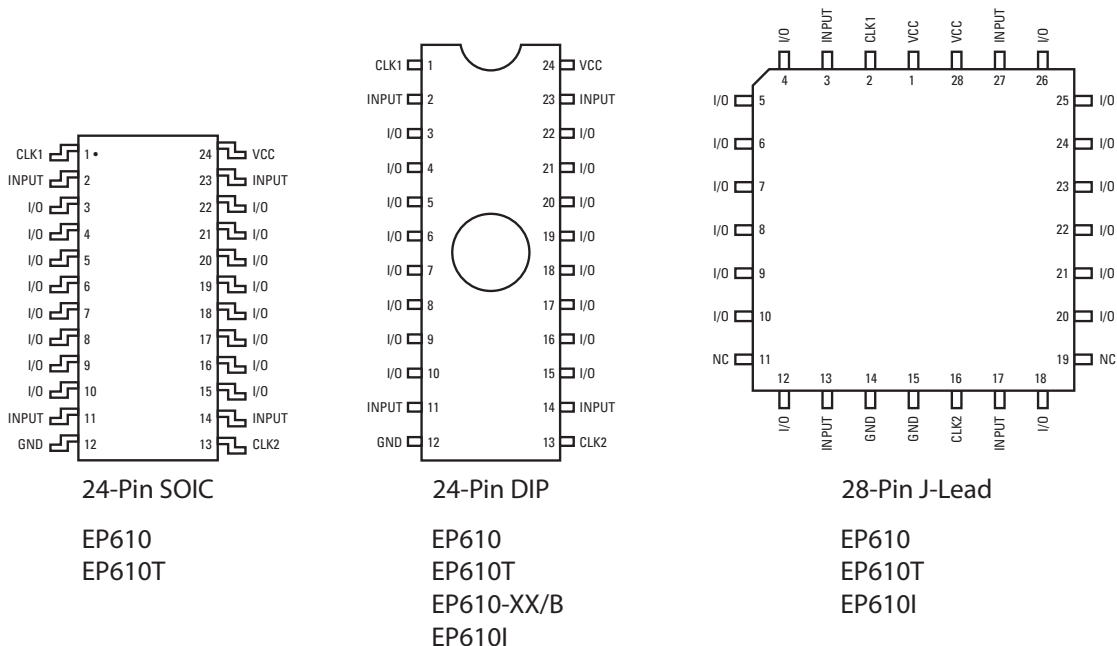 CLK1 1 24 VCC
INPUT 2 23 INPUT
I/O 3 22 I/O
I/O 4 21 I/O
I/O 5 20 I/O
I/O 6 19 I/O
I/O 7 18 I/O
I/O 8 17 I/O
I/O 9 16 I/O
I/O 10 15 I/O
INPUT 11 14 INPUT
GND 12 13 CLK2
24-Pin SOIC
EP610
EP610T
CLK1 1 24 VCC
INPUT 2 23 INPUT
I/O 3 22 I/O
I/O 4 21 I/O
I/O 5 20 I/O
I/O 6 19 I/O
I/O 7 18 I/O
I/O 8 17 I/O
I/O 9 16 I/O
I/O 10 15 I/O
INPUT 11 14 INPUT
GND 12 13 CLK2
24-Pin DIP
EP610
EP610T
EP610-XX/B
EP610I
I/O INPUT CLK1 VCC VCC INPUT I/O
4 3 2 1 28 27 26
I/O 5 25 I/O
I/O 6 24 I/O
I/O 7 23 I/O
I/O 8 22 I/O
I/O 9 21 I/O
I/O 10 20 I/O
NC 11 19 NC
12 13 14 15 16 17 18
I/O INPUT GND GND CLK2 INPUT I/O
28-Pin J-Lead
EP610
EP610T
EP610I